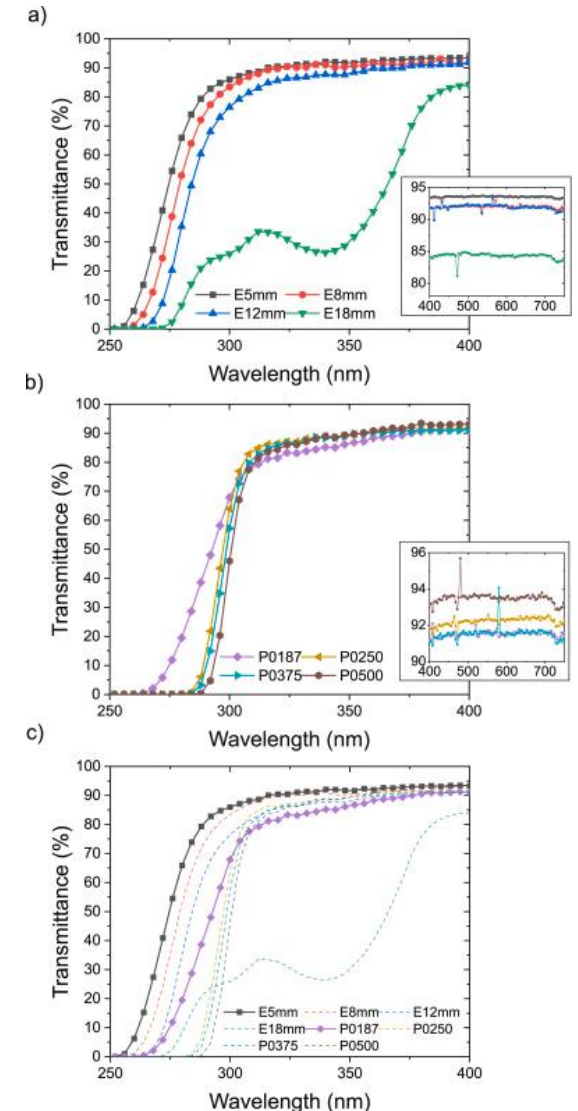 a)
100
90
80
70
60
50
40
30
20
10
0
Transmittance (%)
E5mm E8mm
E12mm E18mm
250 300 350 400
Wavelength (nm)
95
90
85
80
400 500 600 700
b)
100
90
80
70
60
50
40
30
20
10
0
Transmittance (%)
P0187 P0250
P0375 P0500
250 300 350 400
Wavelength (nm)
96
94
92
90
400 500 600 700
c)
100
90
80
70
60
50
40
30
20
10
0
Transmittance (%)
E5mm E8mm E12mm
E18mm P0187 P0250
P0375 P0500
250 300 350 400
Wavelength (nm)